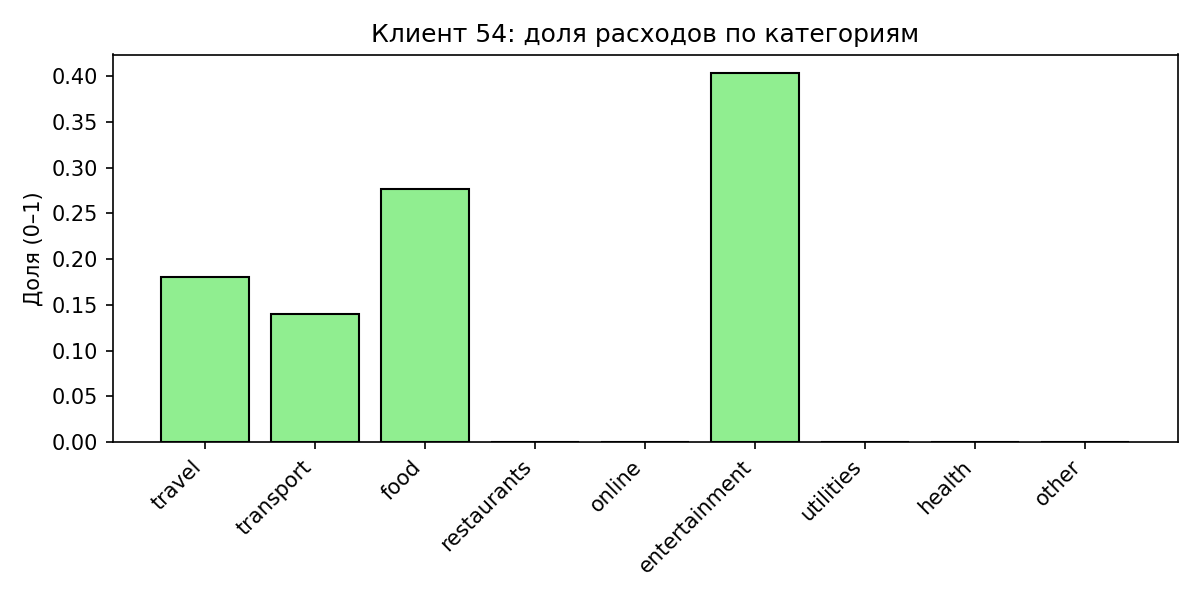 Клиент 54: доля расходов по категориям
Доля (0–1)
0.40
0.35
0.30
0.25
0.20
0.15
0.10
0.05
0.00
travel
transport
food
restaurants
online
entertainment
utilities
health
other